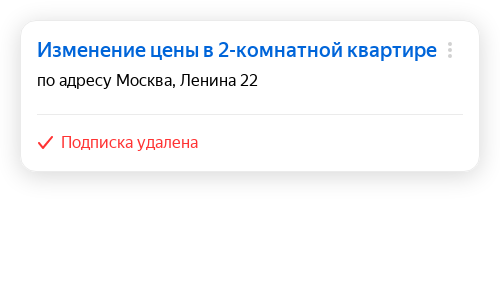 Изменение цены в 2-комнатной квартире
по адресу Москва, Ленина 22
Подписка удалена